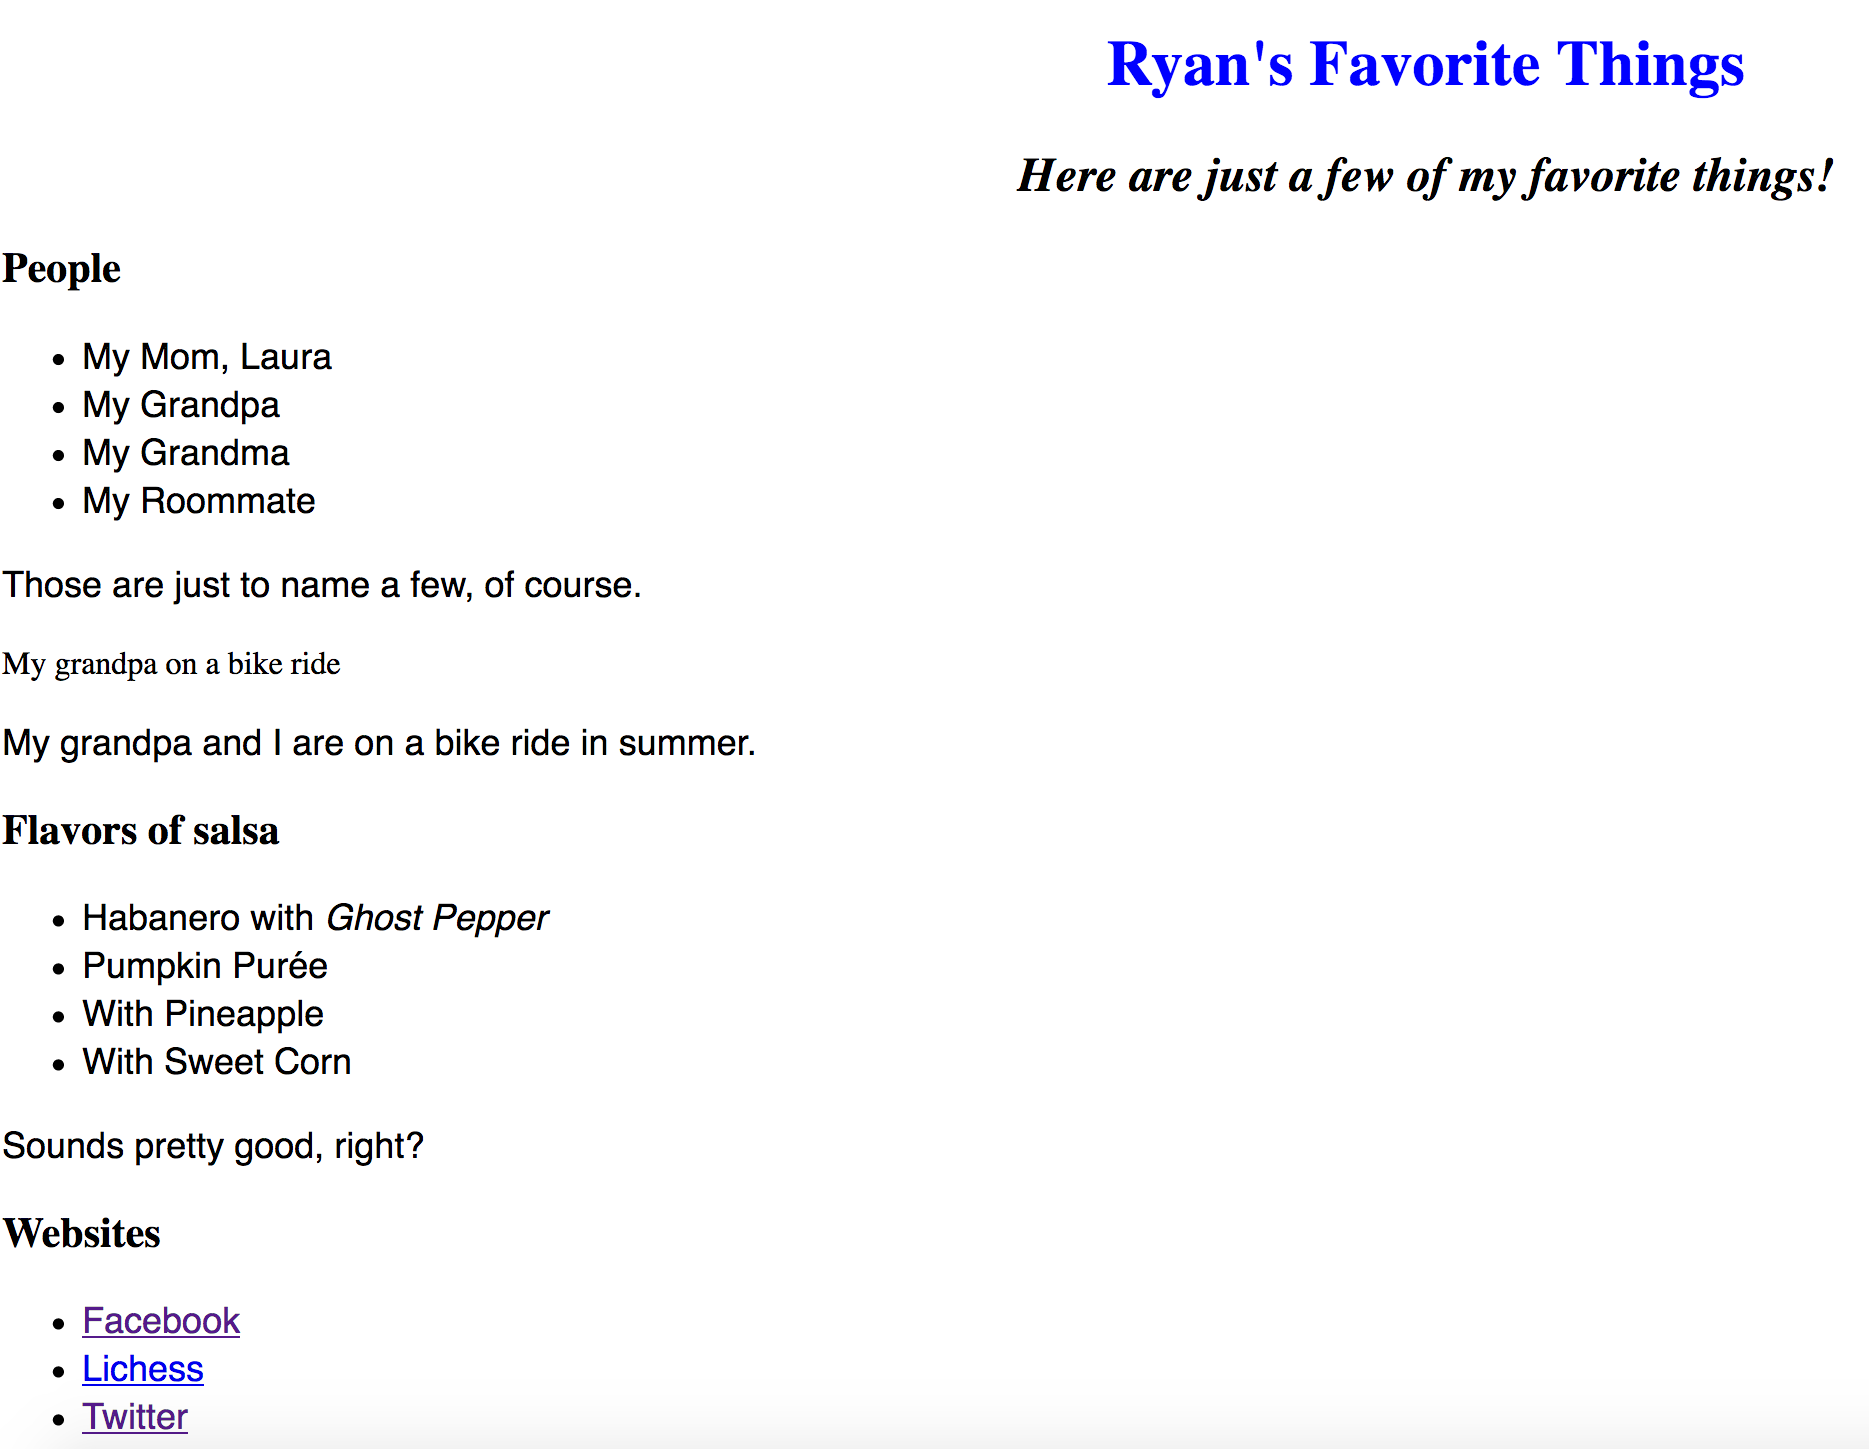 Ryan's Favorite Things
Here are just a few of my favorite things!
People
My Mom, Laura
My Grandpa
My Grandma
My Roommate
Those are just to name a few, of course.
My grandpa on a bike ride
My grandpa and I are on a bike ride in summer.
Flavors of salsa
Habanero with Ghost Pepper
Pumpkin Purée
With Pineapple
With Sweet Corn
Sounds pretty good, right?
Websites
Facebook
Lichess
Twitter